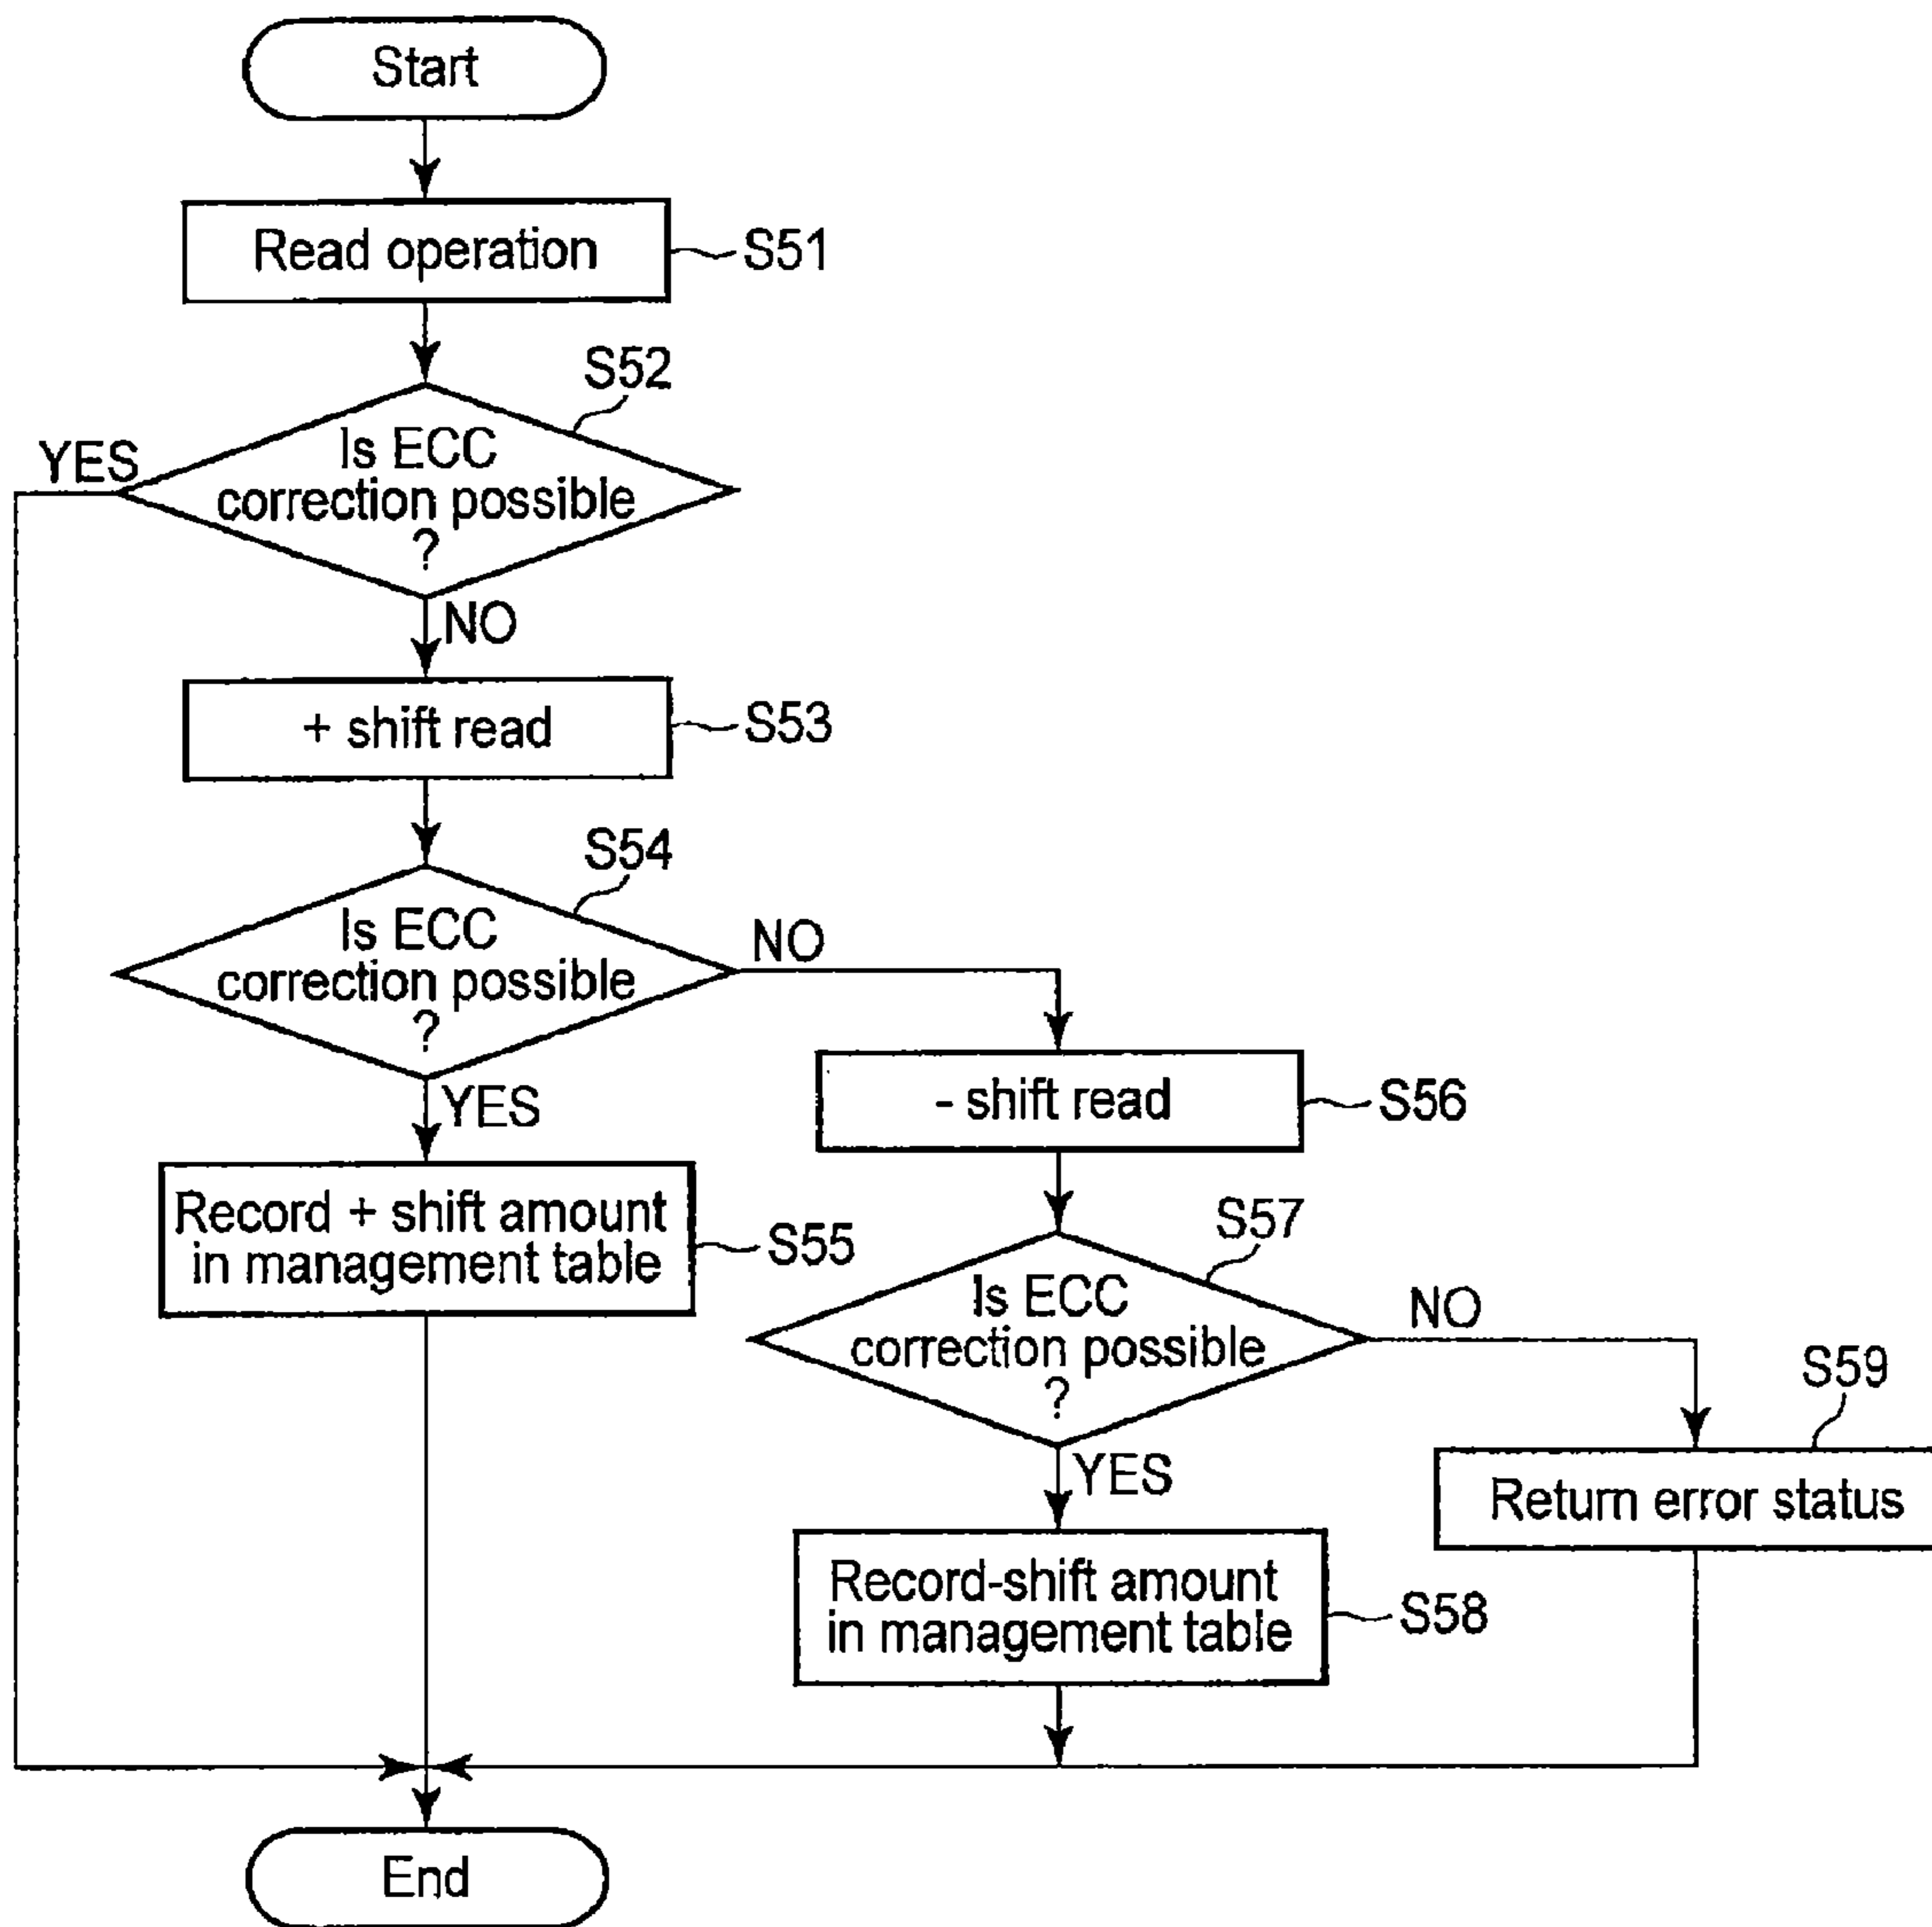 Start
Read operation
S51
S52
Is ECC
correction possible
?
YES
NO
+ shift read
S53
S54
Is ECC
correction possible
?
NO
YES
- shift read
S56
Record + shift amount
in management table
S55
S57
Is ECC
correction possible
?
NO
YES
S59
Return error status
Record-shift amount
in management table
S58
End